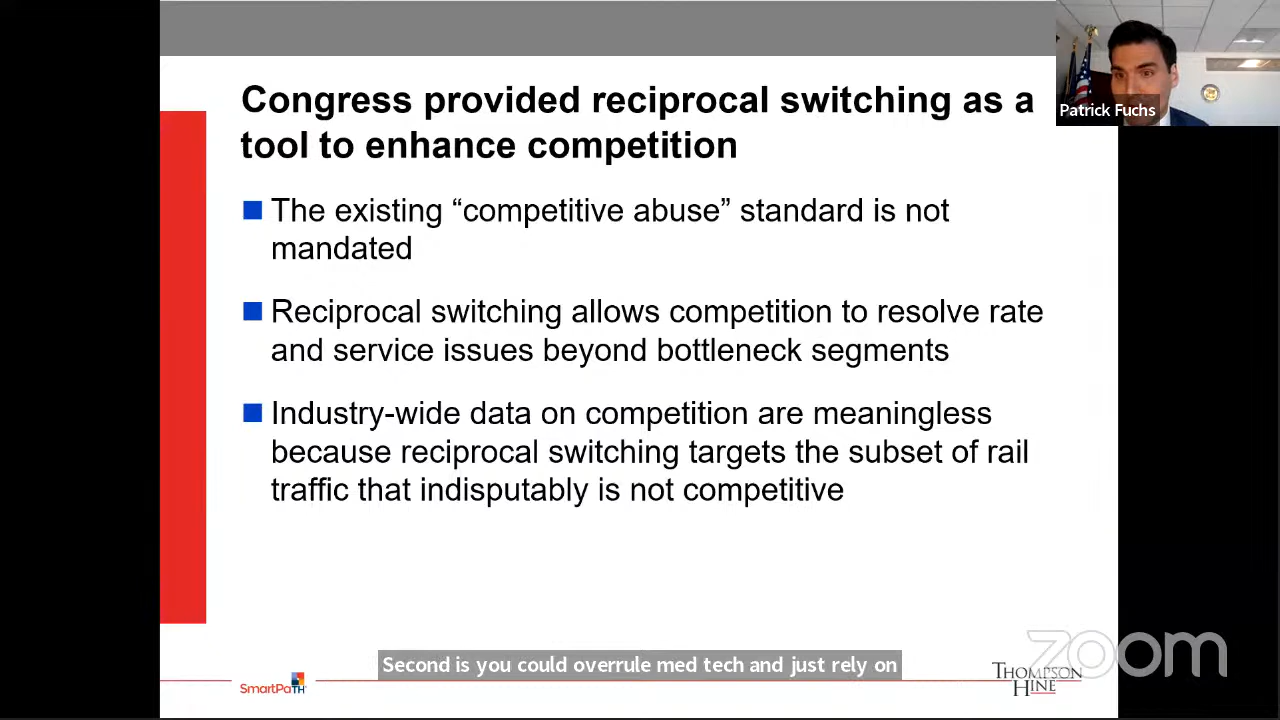 Congress provided reciprocal switching as a
tool to enhance competition
Patrick Fuchs
The existing “competitive abuse” standard is not
mandated
Reciprocal switching allows competition to resolve rate
and service issues beyond bottleneck segments
Industry-wide data on competition are meaningless
because reciprocal switching targets the subset of rail
traffic that indisputably is not competitive
Second is you could overrule med tech and just rely on
SmartPaTH
THOMPSON
HINE
zoom